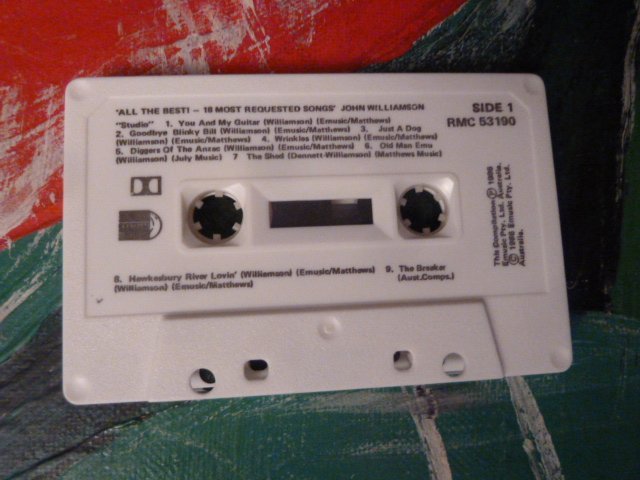 'ALL THE BEST! – 18 MOST REQUESTED SONGS' JOHN WILLIAMSON
SIDE 1
RMC 53190
"Studio" 1. You And My Guitar (Williamson) (Emusic/Matthews)
2. Goodbye Blinky Bill (Williamson) (Emusic/Matthews) 3. Just A Dog
(Williamson) (Emusic/Matthews) 4. Wrinkles (Williamson) (Emusic/Matthews)
5. Diggers Of The Anzac (Williamson) (Emusic/Matthews) 6. Old Man Emu
(Williamson) (July Music) 7 The Shed (Dennett-Williamson) (Matthews Music)
8. Hawkesbury River Lovin' (Williamson) (Emusic/Matthews) 9. The Breaker
(Williamson) (Emusic/Matthews) (Aust.Comps.)
This Compilation ℗ 1986
Emusic Pty. Ltd. Australia.
© 1986 Emusic Pty. Ltd.
Australia.